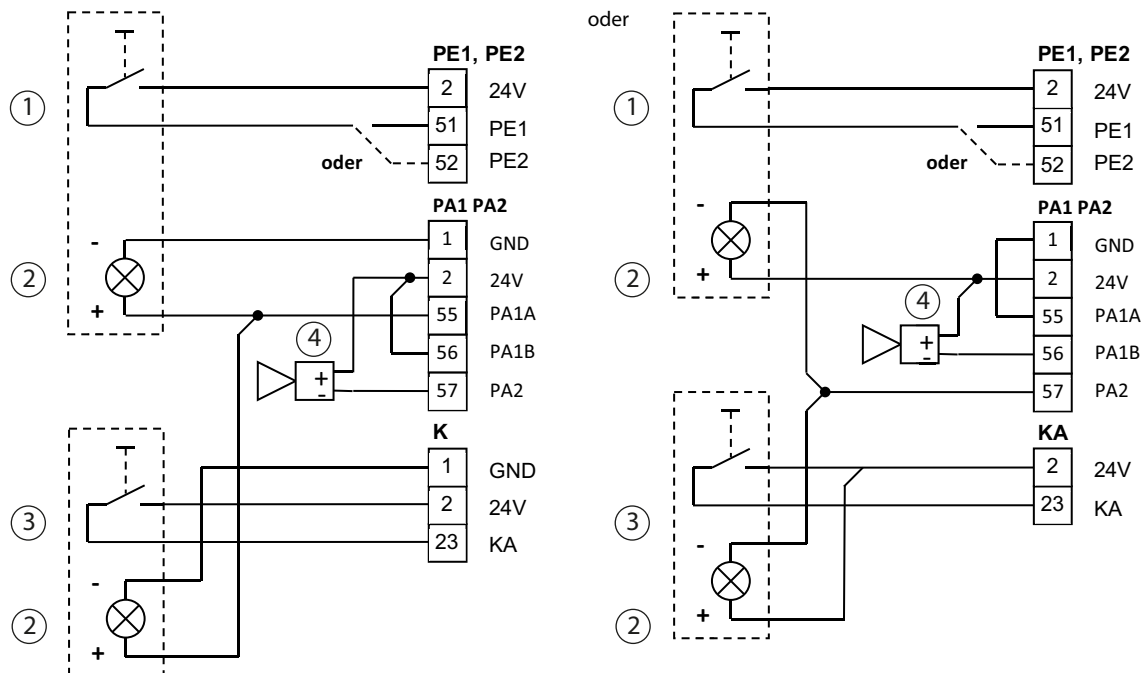 oder
PE1, PE2
1
2 24V
51 PE1
oder 52 PE2
PA1 PA2
- 1 GND
2
2 24V
+ 55 PA1A
4
56 PA1B
+
- 57 PA2
K
1 GND
2 24V
3
23 KA
-
2
+
PE1, PE2
1
2 24V
51 PE1
oder 52 PE2
PA1 PA2
-
1 GND
2
+ 2 24V
4
55 PA1A
+
- 56 PA1B
57 PA2
KA
2 24V
3
23 KA
-
2
+